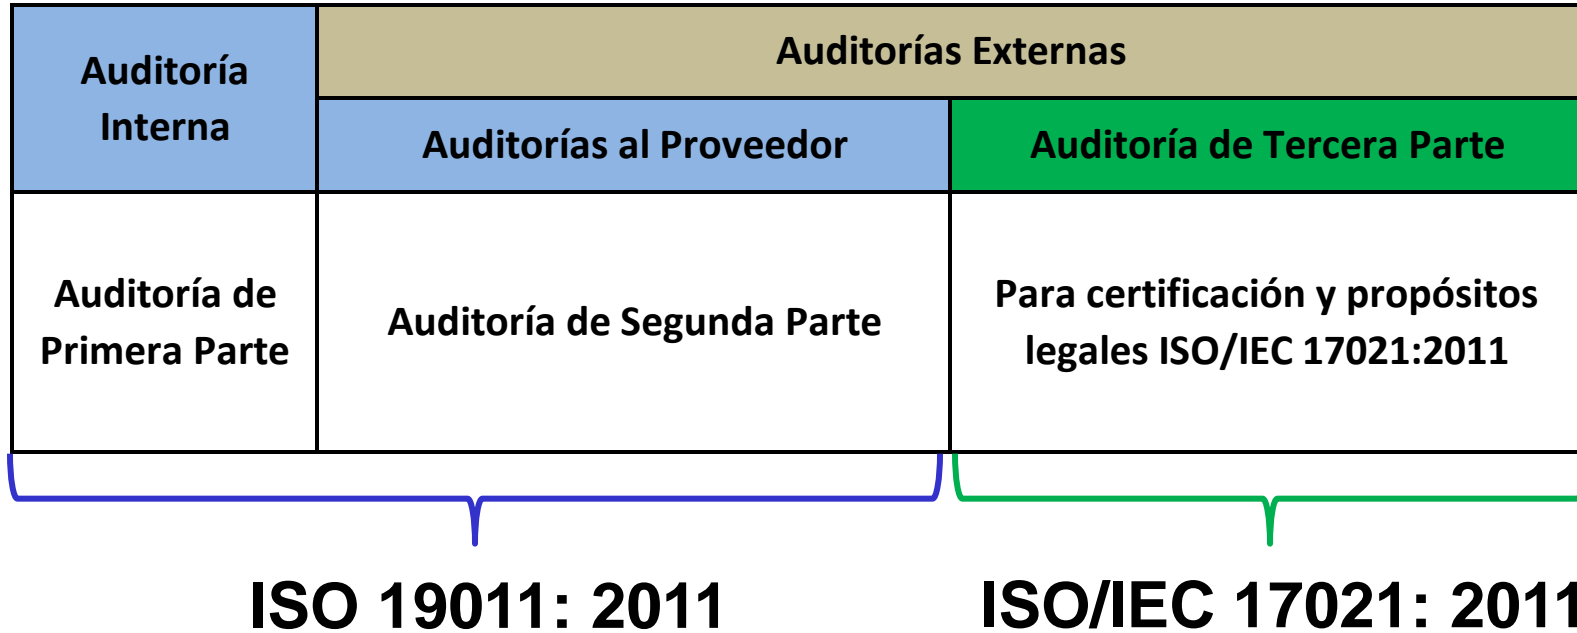 Auditoría
Interna
Auditorías Externas
Auditorías al Proveedor
Auditoría de Tercera Parte
Auditoría de
Primera Parte
Auditoría de Segunda Parte
Para certificación y propósitos
legales ISO/IEC 17021:2011
ISO 19011: 2011
ISO/IEC 17021: 2011